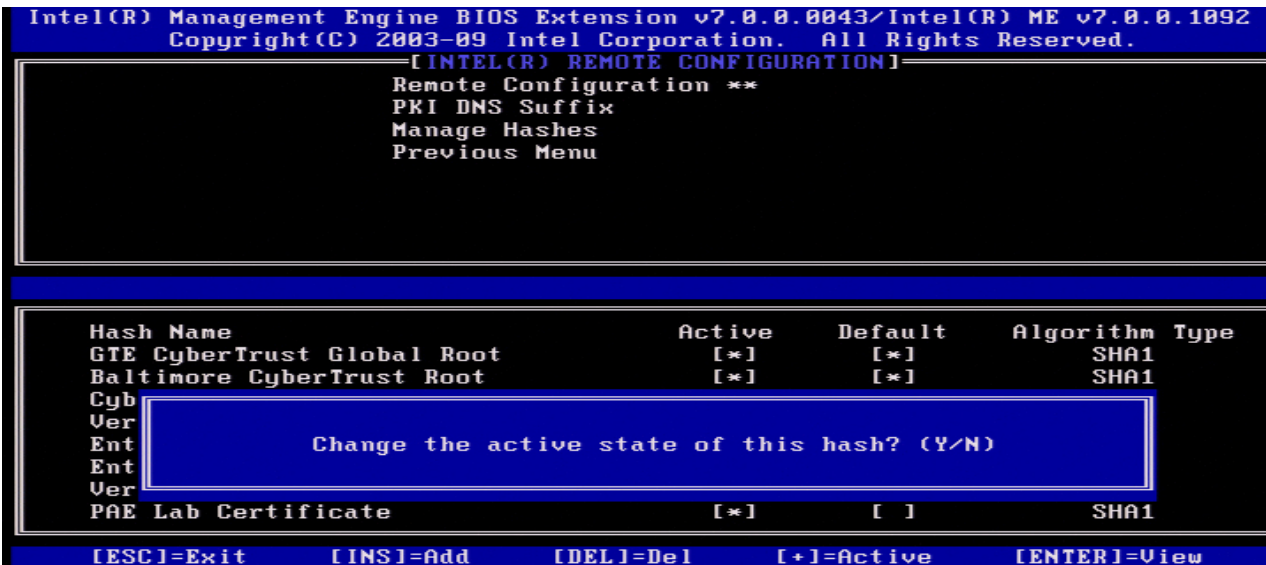 Intel(R) Management Engine BIOS Extension v7.0.0.0043/Intel(R) ME v7.0.0.1092
Copyright(C) 2003-09 Intel Corporation. All Rights Reserved.
[INTEL(R) REMOTE CONFIGURATION]
Remote Configuration **
PKI DNS Suffix
Manage Hashes
Previous Menu
Hash Name Active Default Algorithm Type
GTE CyberTrust Global Root [*] [*] SHA1
Baltimore CyberTrust Root [*] [*] SHA1
Cyb
Ver
Ent Change the active state of this hash? (Y/N)
Ent
Ver
PAE Lab Certificate [*] [ ] SHA1
[ESC]=Exit [INS]=Add [DEL]=Del [+]=Active [ENTER]=View